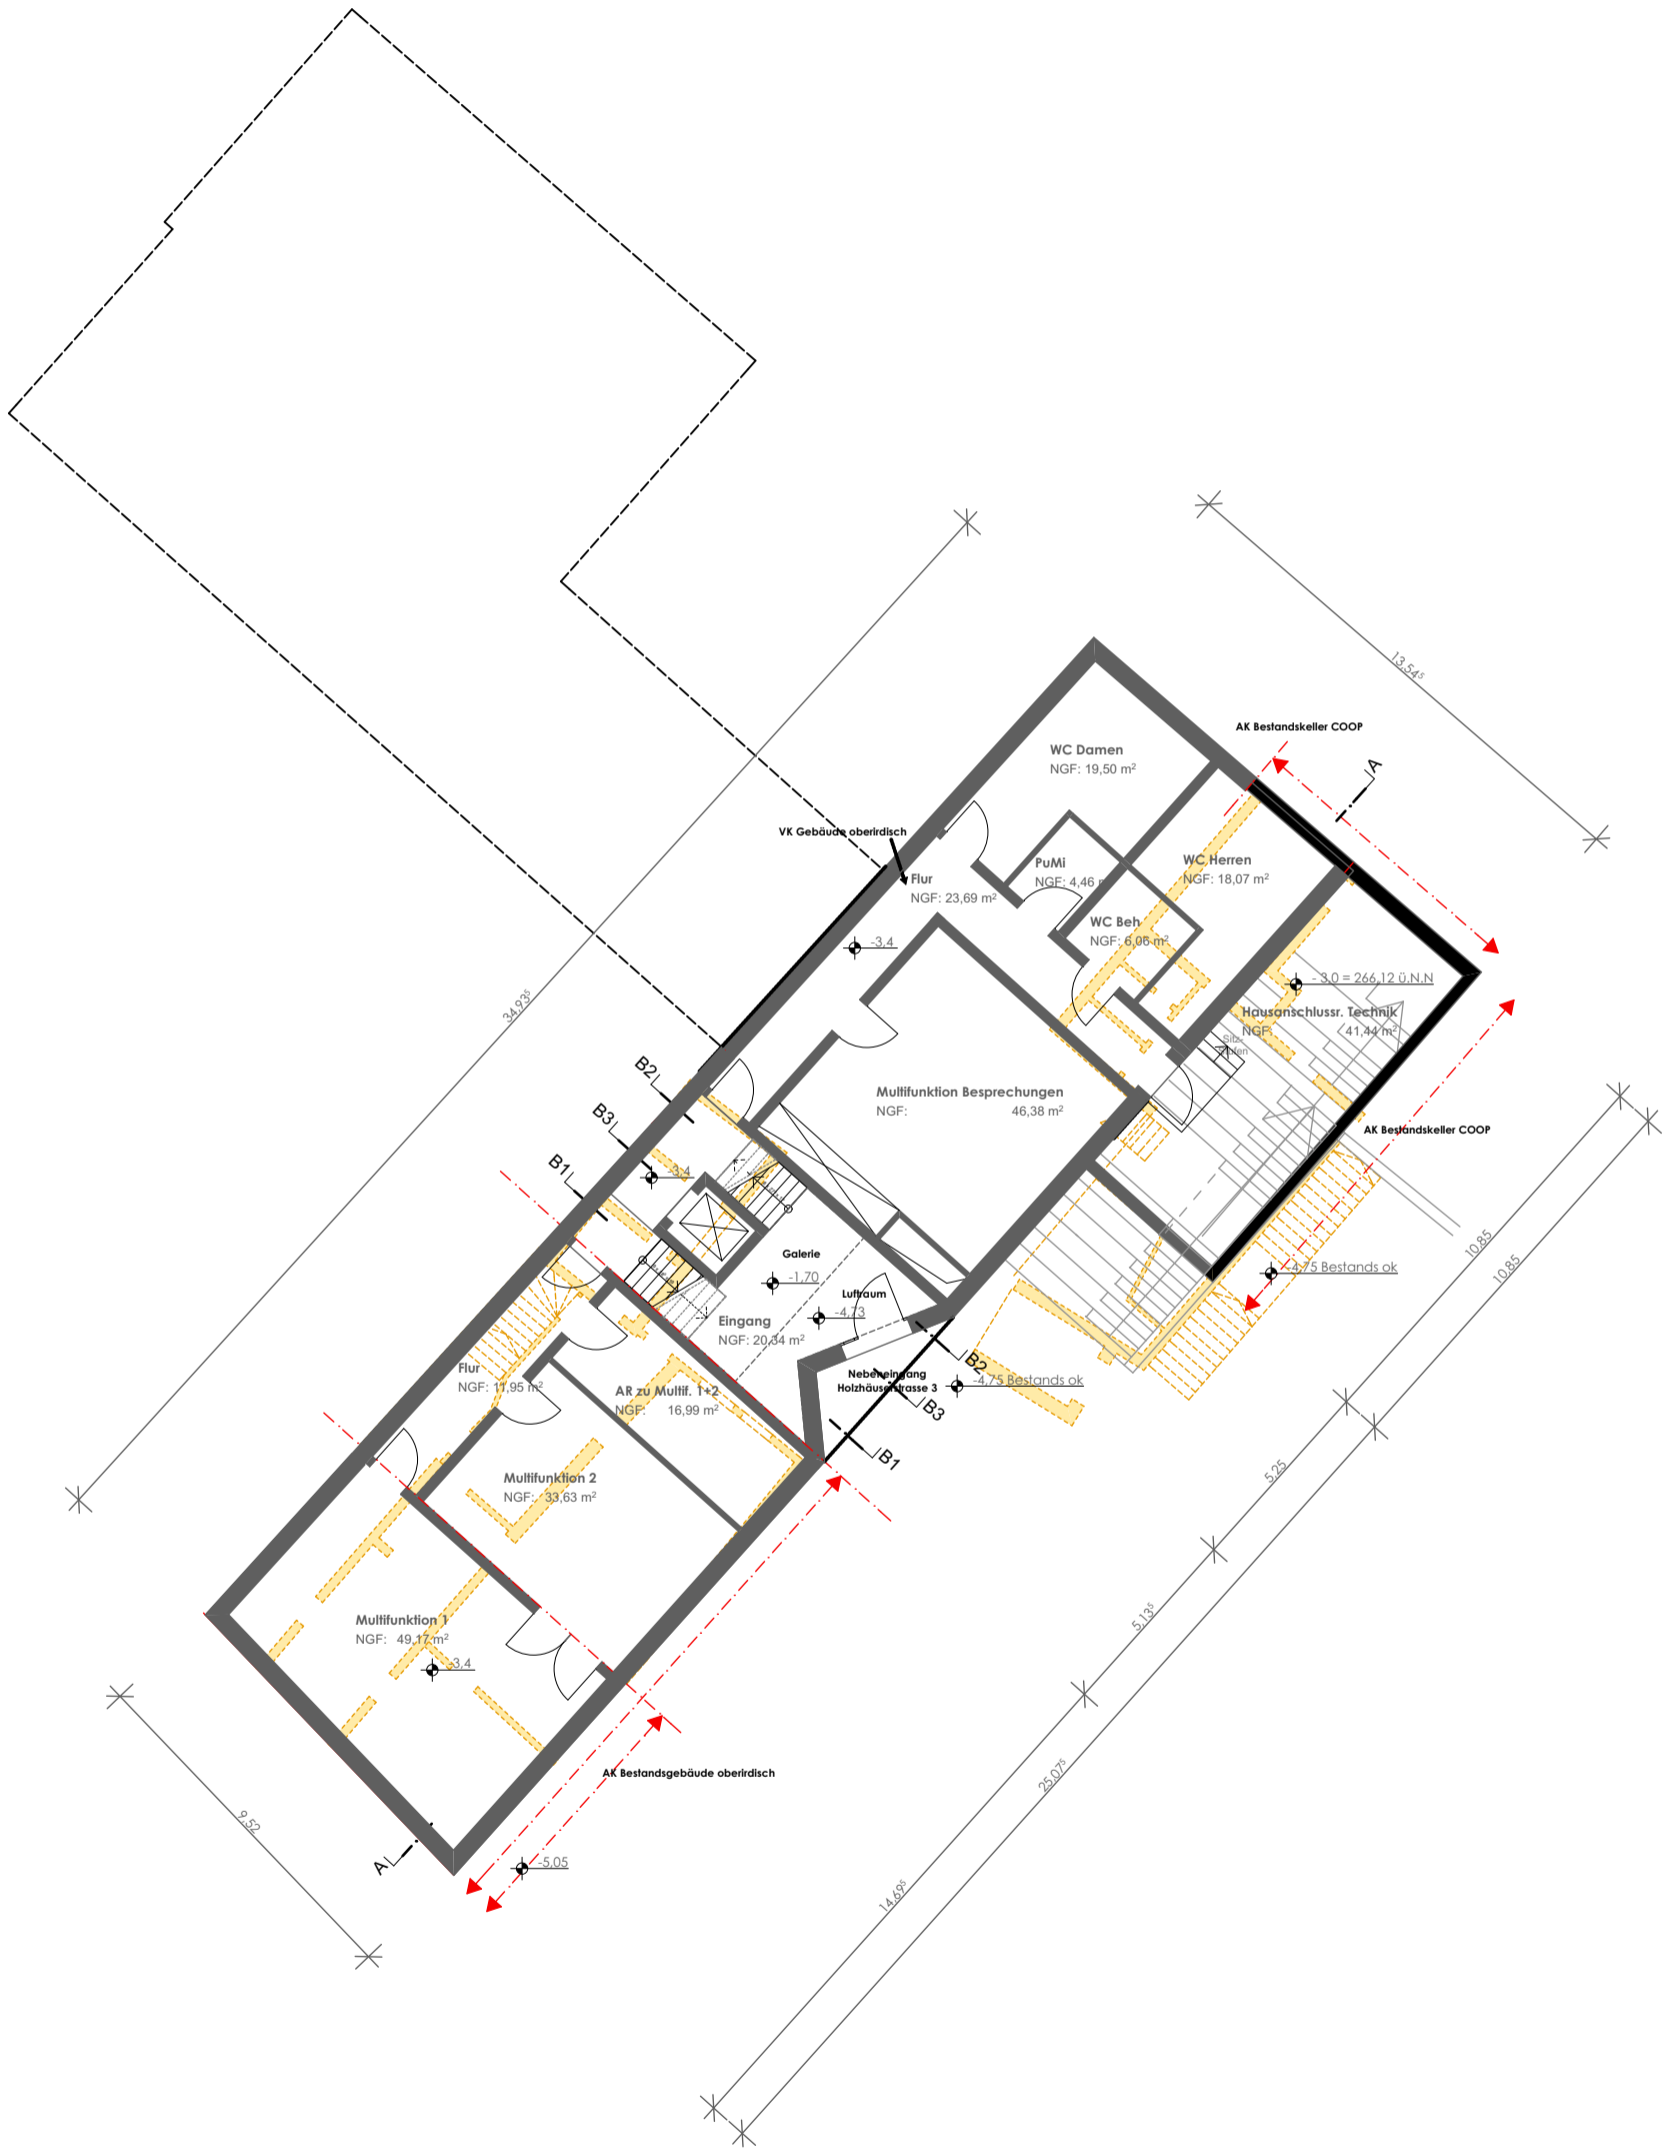 13,54⁵
AK Bestandskeller COOP
A
WC Damen
NGF: 19,50 m²
VK Gebäude oberirdisch
PuMi
NGF: 4,46
WC Herren
NGF: 18,07 m²
Flur
NGF: 23,69 m²
WC Beh
NGF: 6,06 m²
-3,4
- 3,0 = 266,12 ü.N.N
34,93⁵
Hausanschlussr. Technik
NGF: 41,44 m²
Sitz-
stufen
B2
Multifunktion Besprechungen
NGF: 46,38 m²
B3
AK Bestandskeller COOP
B1
-3,4
10,85
10,85
Galerie
-1,70
-4,75 Bestands ok
Luftraum
-4,73
Eingang
NGF: 20,34 m²
B2
Flur
NGF: 11,95 m²
Nebeneingang
Holzhäuserstrasse 3
-4,75 Bestands ok
AR zu Multif. 1+2
NGF: 16,99 m²
B3
B1
Multifunktion 2
NGF: 33,63 m²
5,25
Multifunktion 1
NGF: 49,17 m²
5,13⁵
-3,4
AK Bestandsgebäude oberirdisch
25,07⁵
9,52
A
-5,05
14,69⁵